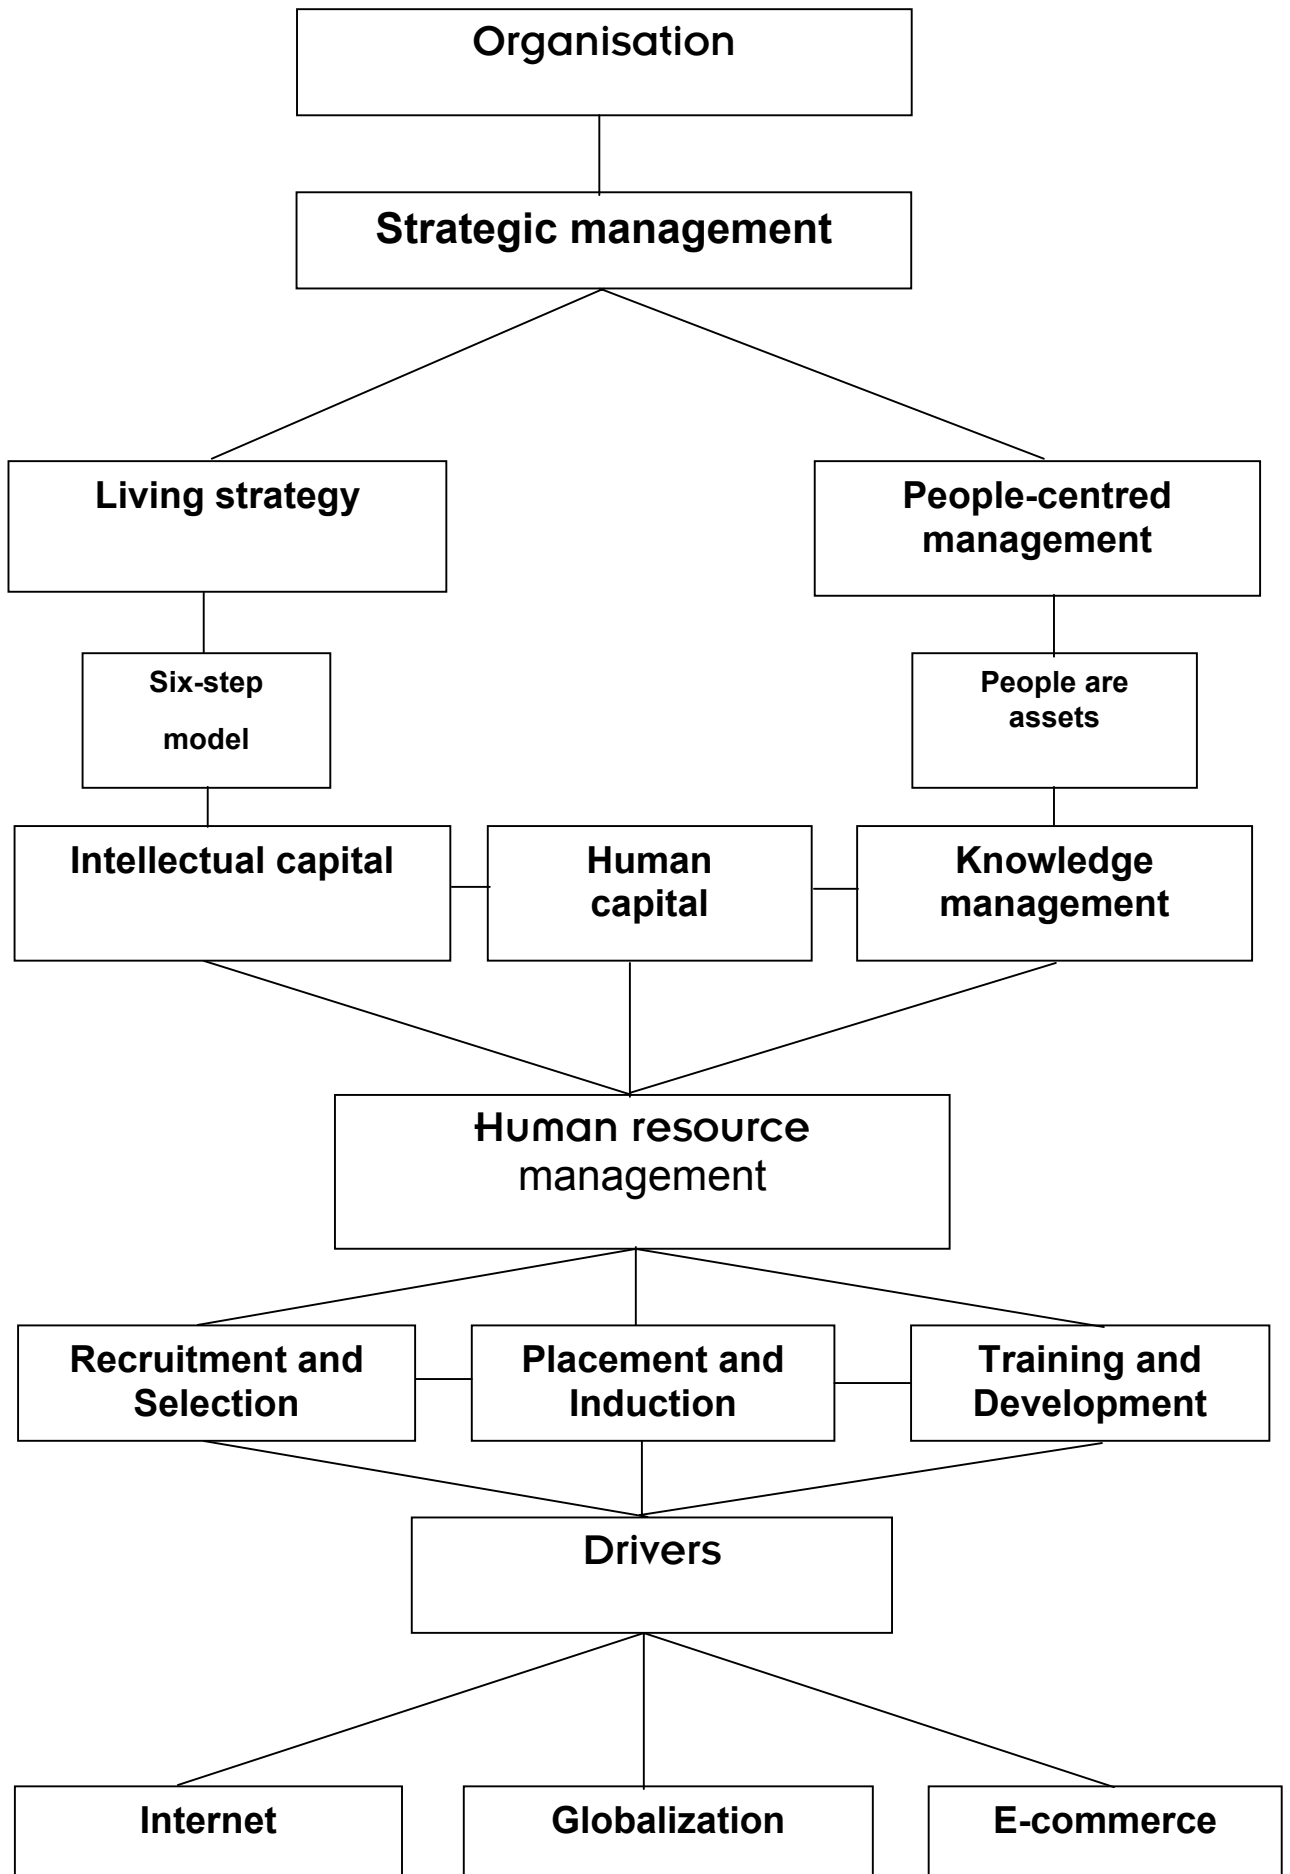 Organisation
Strategic management
Living strategy
People-centred
management
Six-step
model
People are
assets
Intellectual capital
Human
capital
Knowledge
management
Human resource
management
Recruitment and
Selection
Placement and
Induction
Training and
Development
Drivers
Internet
Globalization
E-commerce